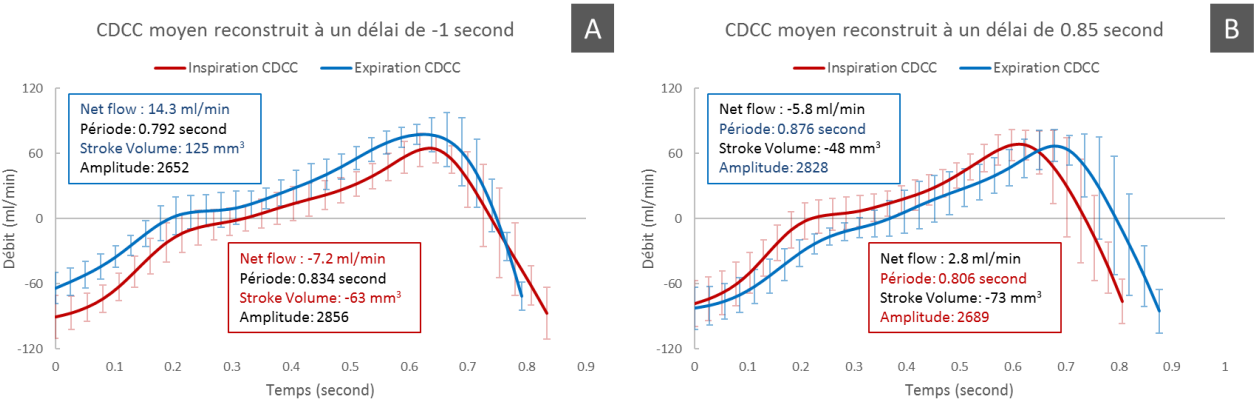 CDCC moyen reconstruit à un délai de -1 second
A
Inspiration CDCC
Expiration CDCC
120
60
0
-60
-120
Débit (ml/min)
Net flow : 14.3 ml/min
Période: 0.792 second
Stroke Volume: 125 mm³
Amplitude: 2652
Net flow : -7.2 ml/min
Période: 0.834 second
Stroke Volume: -63 mm³
Amplitude: 2856
0 0.1 0.2 0.3 0.4 0.5 0.6 0.7 0.8 0.9
Temps (second)
CDCC moyen reconstruit à un délai de 0.85 second
B
Inspiration CDCC
Expiration CDCC
120
60
0
-60
-120
Débit (ml/min)
Net flow : -5.8 ml/min
Période: 0.876 second
Stroke Volume: -48 mm³
Amplitude: 2828
Net flow : 2.8 ml/min
Période: 0.806 second
Stroke Volume: -73 mm³
Amplitude: 2689
0 0.1 0.2 0.3 0.4 0.5 0.6 0.7 0.8 0.9 1
Temps (second)